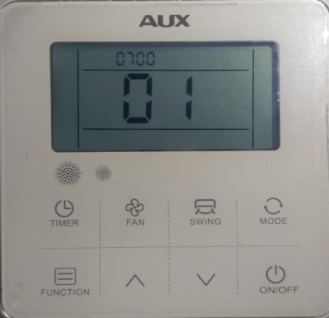 AUX
0700
01
TIMER FAN SWING MODE
FUNCTION ON/OFF